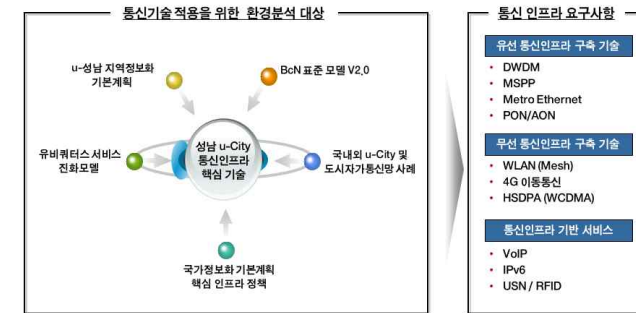 통신기술 적용을 위한 환경분석 대상
u-성남 지역정보화
기본계획
BcN 표준 모델 V2.0
유비쿼터스 서비스
진화모델
성남 u-City
통신인프라
핵심 기술
국내외 u-City 및
도시자가통신망 사례
국가정보화 기본계획
핵심 인프라 정책
통신 인프라 요구사항
유선 통신인프라 구축 기술
• DWDM
• MSPP
• Metro Ethernet
• PON/AON
무선 통신인프라 구축 기술
• WLAN (Mesh)
• 4G 이동통신
• HSDPA (WCDMA)
통신인프라 기반 서비스
• VoIP
• IPv6
• USN / RFID